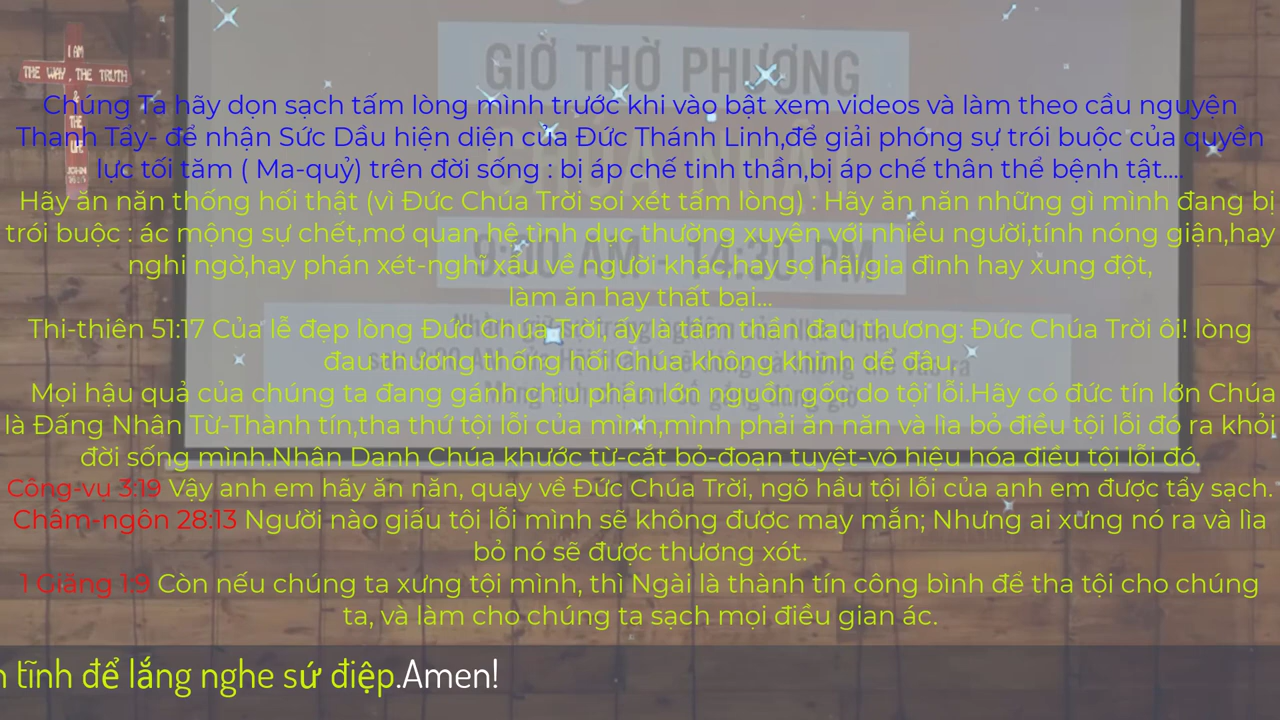 GIỜ THỜ PHƯỢNG
I AM
THE WAY, THE TRUTH
&
THE
LIFE
JOHN
Chúng Ta hãy dọn sạch tấm lòng mình trước khi vào bật xem videos và làm theo cầu nguyện
Thanh Tẩy- để nhận Sức Dầu hiện diện của Đức Thánh Linh,để giải phóng sự trói buộc của quyền
lực tối tăm ( Ma-quỷ) trên đời sống : bị áp chế tinh thần,bị áp chế thân thể bệnh tật....
Hãy ăn năn thống hối thật (vì Đức Chúa Trời soi xét tấm lòng) : Hãy ăn năn những gì mình đang bị
trói buộc : ác mộng sự chết,mơ quan hệ tình dục thường xuyên với nhiều người,tính nóng giận,hay
nghi ngờ,hay phán xét-nghĩ xấu về người khác,hay sợ hãi,gia đình hay xung đột,
làm ăn hay thất bại...
9:30 AM - 14:30 PM
Thi-thiên 51:17 Của lễ đẹp lòng Đức Chúa Trời, ấy là tâm thần đau thương: Đức Chúa Trời ôi! lòng
đau thương thống hối Chúa không khinh dể đâu.
Mọi hậu quả của chúng ta đang gánh chịu phần lớn nguồn gốc do tội lỗi.Hãy có đức tín lớn Chúa
là Đấng Nhân Từ-Thành tín,tha thứ tội lỗi của mình,mình phải ăn năn và lìa bỏ điều tội lỗi đó ra khỏi
đời sống mình.Nhân Danh Chúa khước từ-cắt bỏ-đoạn tuyệt-vô hiệu hóa điều tội lỗi đó.
Công-vụ 3:19 Vậy anh em hãy ăn năn, quay về Đức Chúa Trời, ngõ hầu tội lỗi của anh em được tẩy sạch.
Châm-ngôn 28:13 Người nào giấu tội lỗi mình sẽ không được may mắn; Nhưng ai xưng nó ra và lìa
bỏ nó sẽ được thương xót.
1 Giăng 1:9 Còn nếu chúng ta xưng tội mình, thì Ngài là thành tín công bình để tha tội cho chúng
ta, và làm cho chúng ta sạch mọi điều gian ác.
tĩnh để lắng nghe sứ điệp.Amen!